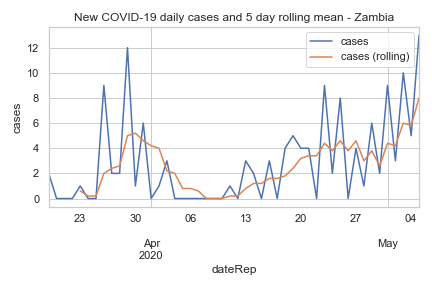 New COVID-19 daily cases and 5 day rolling mean - Zambia
cases
cases (rolling)
12
10
8
6
4
2
0
cases
23
30
06
13
20
27
04
Apr
2020
May
dateRep